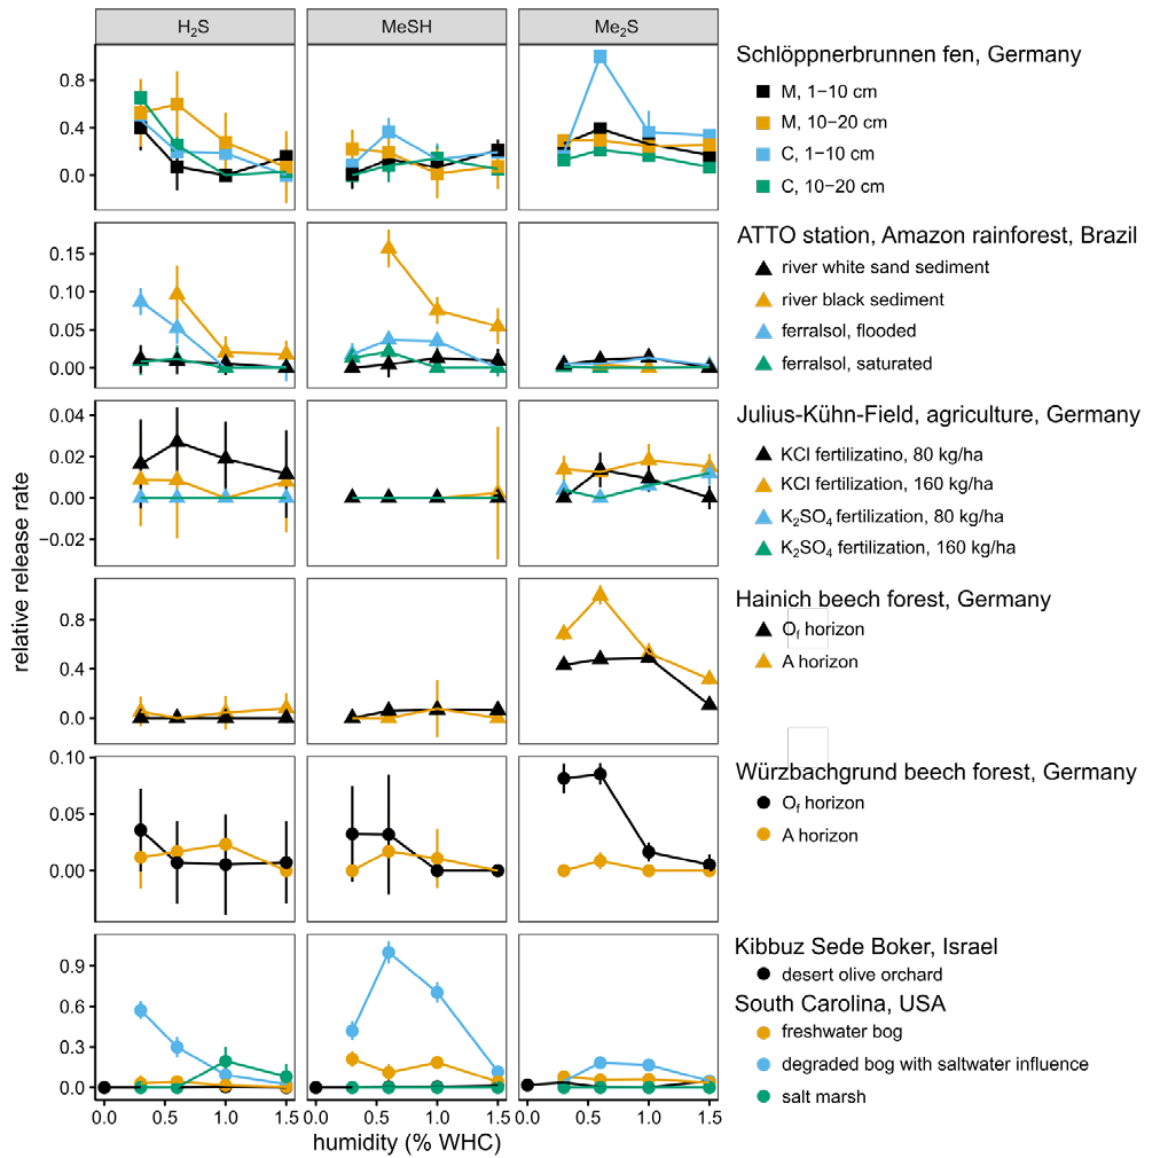 H₂S MeSH Me₂S
Schlöppnerbrunnen fen, Germany
0.8
M, 1−10 cm
M, 10−20 cm
0.4
C, 1−10 cm
0.0
C, 10−20 cm
ATTO station, Amazon rainforest, Brazil
0.15
river white sand sediment
0.10
river black sediment
0.05
ferralsol, flooded
0.00
ferralsol, saturated
0.04
Julius-Kühn-Field, agriculture, Germany
0.02
KCl fertilizatino, 80 kg/ha
KCl fertilization, 160 kg/ha
0.00
K₂SO₄ fertilization, 80 kg/ha
−0.02
K₂SO₄ fertilization, 160 kg/ha
relative release rate
Hainich beech forest, Germany
0.8
Of horizon
0.4
A horizon
0.0
0.10
Würzbachgrund beech forest, Germany
0.05
Of horizon
A horizon
0.00
Kibbuz Sede Boker, Israel
0.9
desert olive orchard
South Carolina, USA
0.6
freshwater bog
0.3
degraded bog with saltwater influence
0.0
salt marsh
0.0 0.5 1.0 1.5 0.0 0.5 1.0 1.5 0.0 0.5 1.0 1.5
humidity (% WHC)